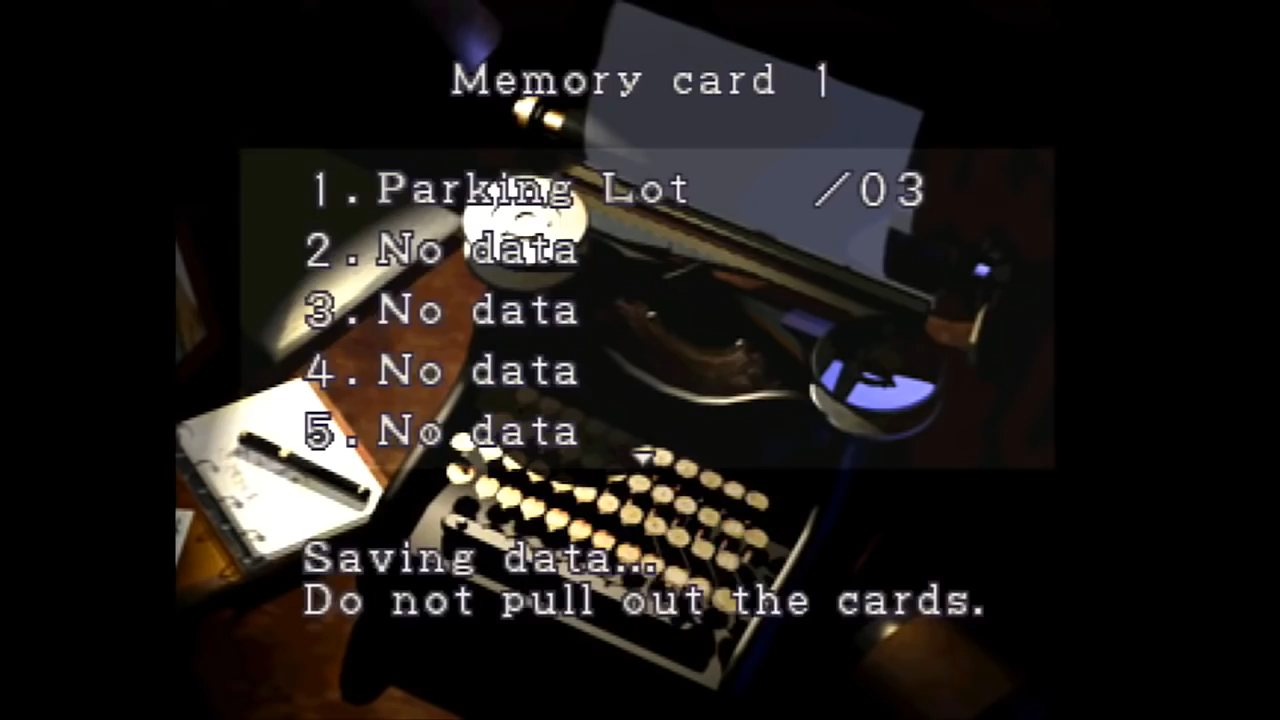 Memory card 1
1. Parking Lot /03
2. No data
3. No data
4. No data
5. No data
Saving data...
Do not pull out the cards.